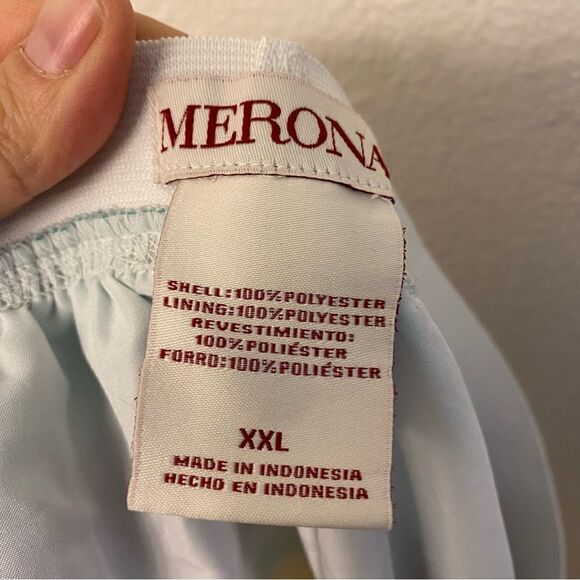 MERONA
SHELL:100%POLYESTER
LINING:100%POLYESTER
REVESTIMIENTO:
100%POLIÉSTER
FORRO:100%POLIÉSTER
XXL
MADE IN INDONESIA
HECHO EN INDONESIA